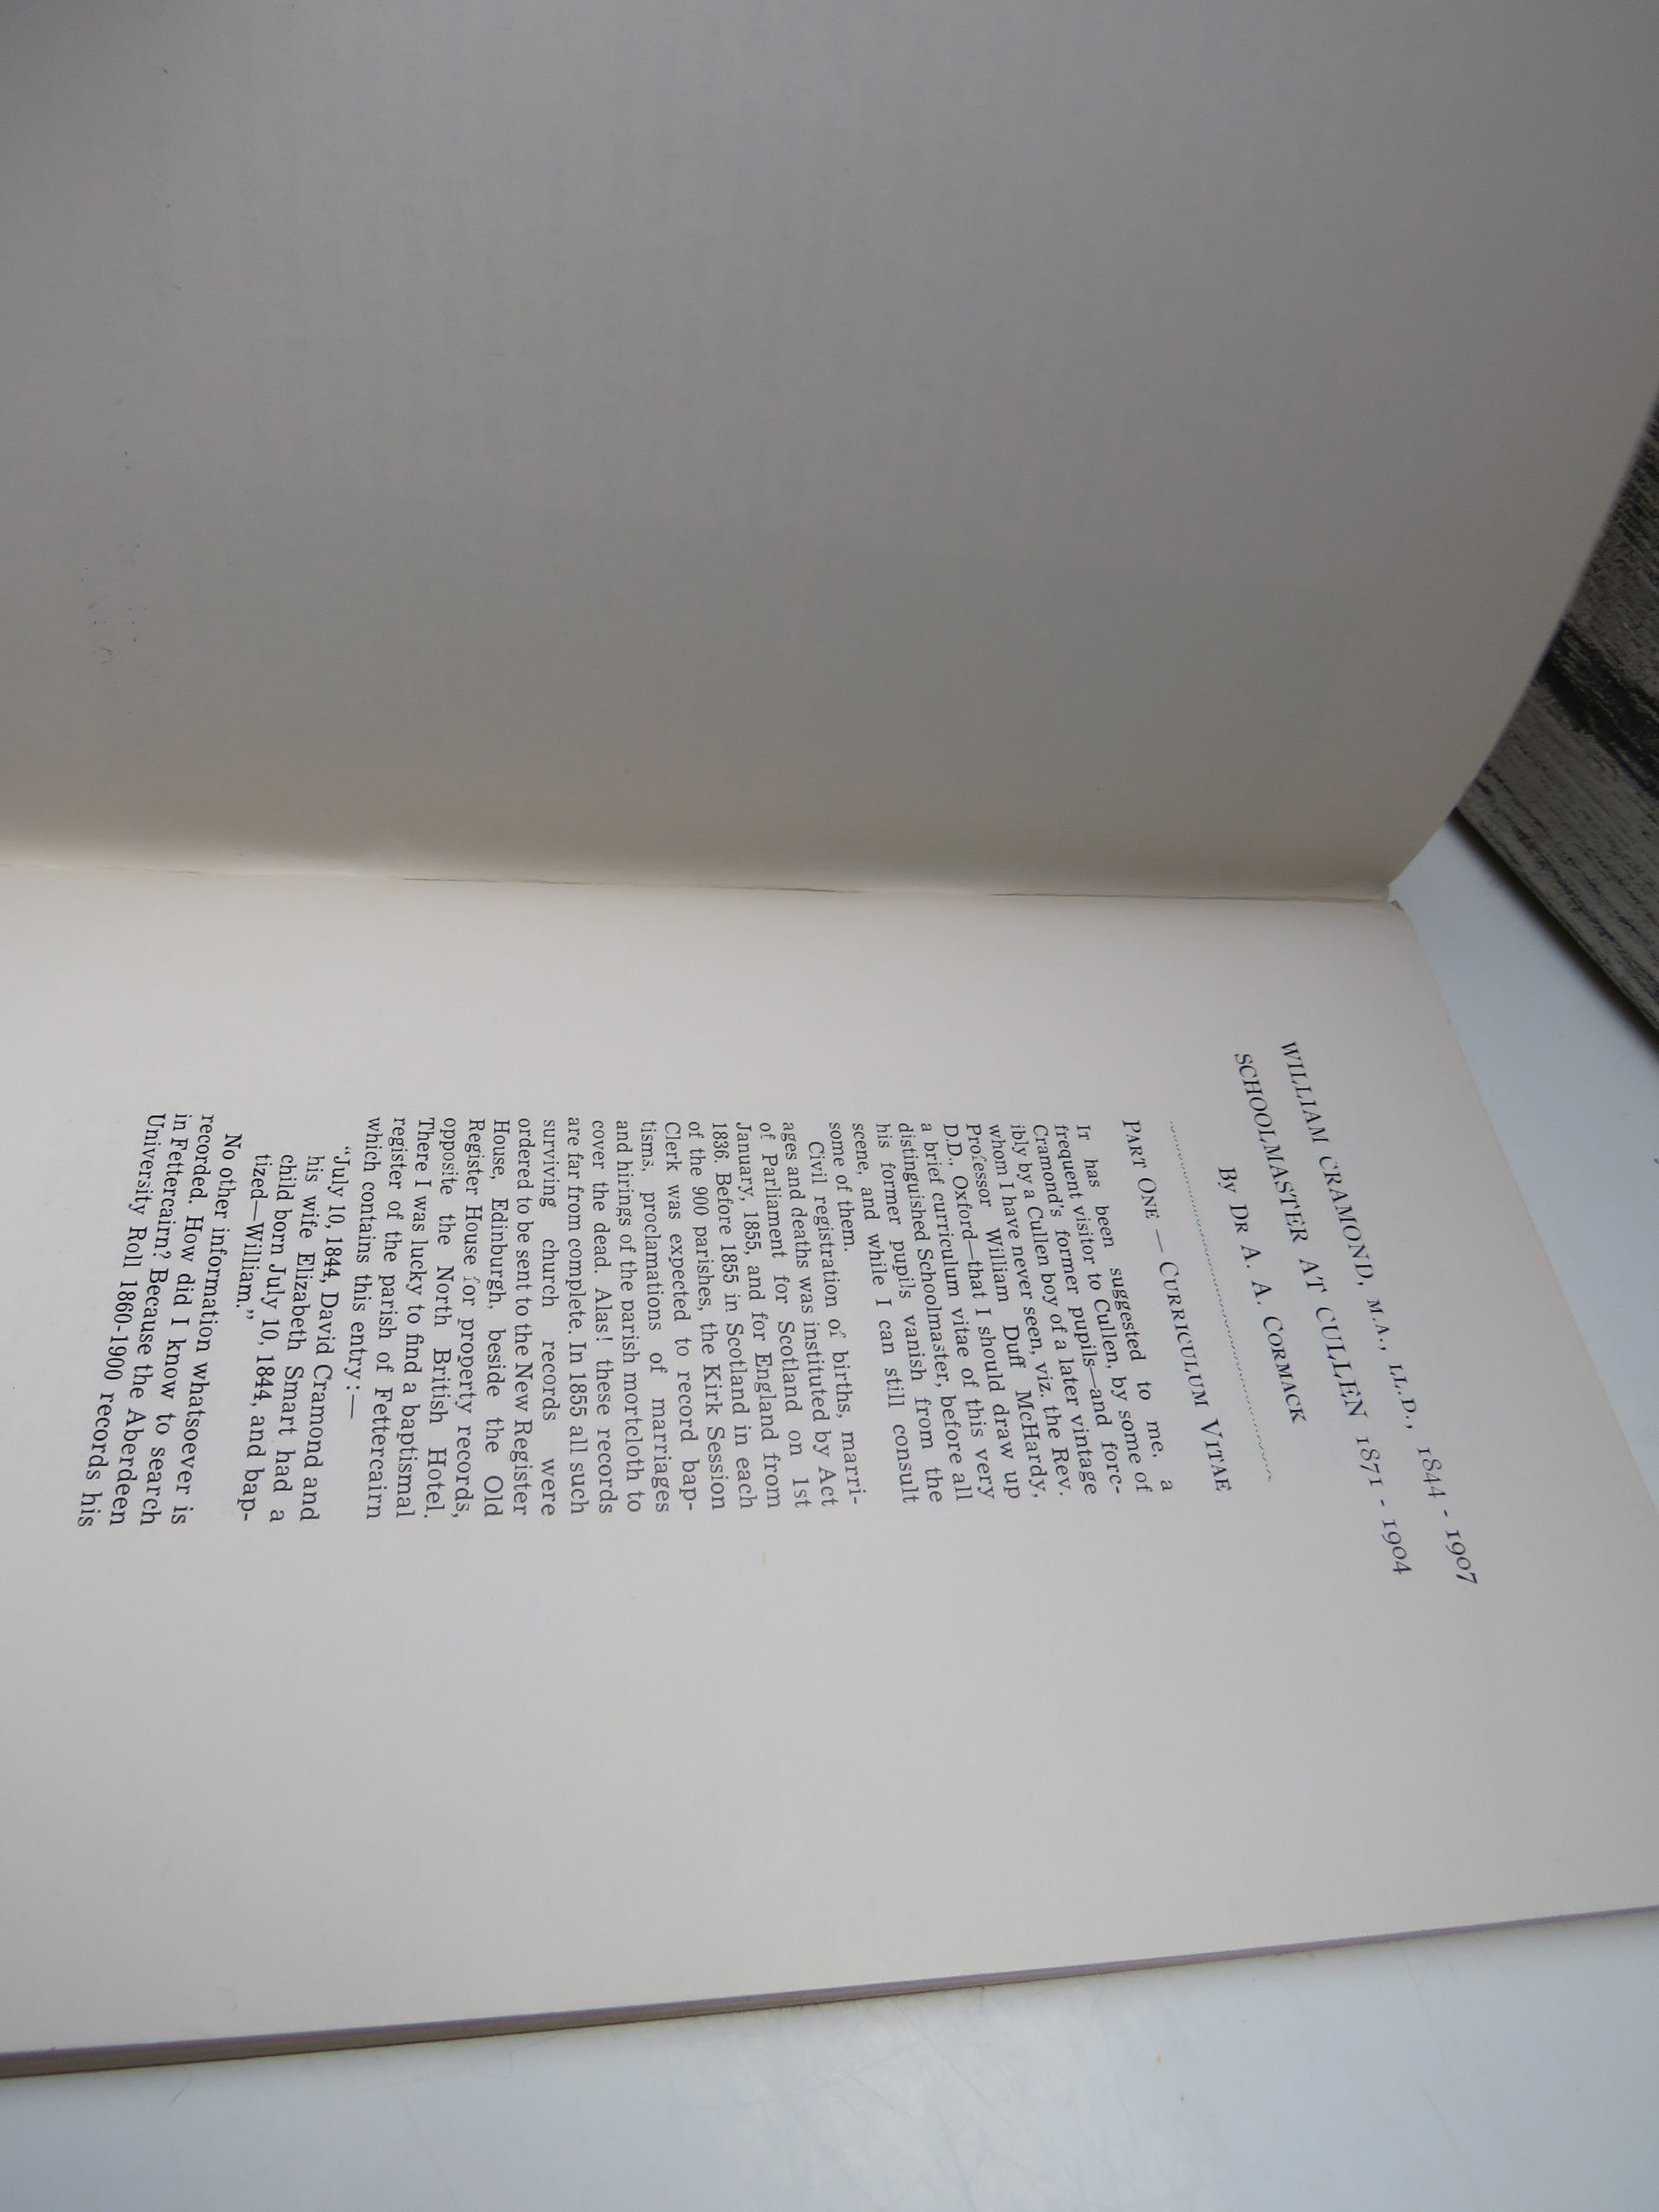 WILLIAM CRAMOND, M.A., LL.D., 1844 - 1907
SCHOOLMASTER AT CULLEN 1871 - 1904
By DR A. A. CORMACK
PART ONE — CURRICULUM VITAE
It has been suggested to me, a
frequent visitor to Cullen, by some of
Cramond's former pupils—and forc-
ibly by a Cullen boy of a later vintage
whom I have never seen, viz. the Rev.
Professor William Duff McHardy,
D.D., Oxford—that I should draw up
a brief curriculum vitae of this very
distinguished Schoolmaster, before all
his former pupils vanish from the
scene, and while I can still consult
some of them.
Civil registration of births, marri-
ages and deaths was instituted by Act
of Parliament for Scotland on 1st
January, 1855, and for England from
1836. Before 1855 in Scotland in each
of the 900 parishes, the Kirk Session
Clerk was expected to record bap-
tisms, proclamations of marriages
and hirings of the parish mortcloth to
cover the dead. Alas! these records
are far from complete. In 1855 all such
surviving church records were
ordered to be sent to the New Register
House, Edinburgh, beside the Old
Register House for property records,
opposite the North British Hotel.
There I was lucky to find a baptismal
register of the parish of Fettercairn
which contains this entry:—
"July 10, 1844, David Cramond and
his wife Elizabeth Smart had a
child born July 10, 1844, and bap-
tized—William."
No other information whatsoever is
recorded. How did I know to search
in Fettercairn? Because the Aberdeen
University Roll 1860-1900 records his